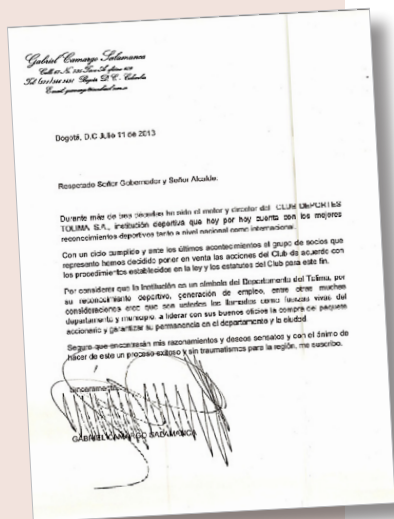 Gabriel Camargo Salamanca
Bogotá, D.C Julio 11 de 2013
Respetado Señor Gobernador y Señor Alcalde.
Durante más de tres décadas he sido el motor y director del CLUB DEPORTES
TOLIMA S.A., institución deportiva que hoy por hoy cuenta con los mejores
reconocimientos deportivos tanto a nivel nacional como internacional.
Con un ciclo cumplido y ante los últimos acontecimientos el grupo de socios que
represento hemos decidido poner en venta las acciones del Club de acuerdo con
los procedimientos establecidos en la ley y los estatutos del Club para este fin.
Por considerar que la Institución es un símbolo del Departamento del Tolima, por
su reconocimiento deportivo, generación de empleo, entre otras muchas
consideraciones creo que son ustedes los llamados como fuerzas vivas del
departamento y municipio, a liderar con sus buenos oficios la compra del paquete
accionario y garantizar su permanencia en el departamento y la ciudad.
Seguro que encontrarán mis razonamientos y deseos sensatos y con el ánimo de
hacer de este un proceso exitoso y sin traumatismos para la región, me suscribo.
Sinceramente
GABRIEL CAMARGO SALAMANCA